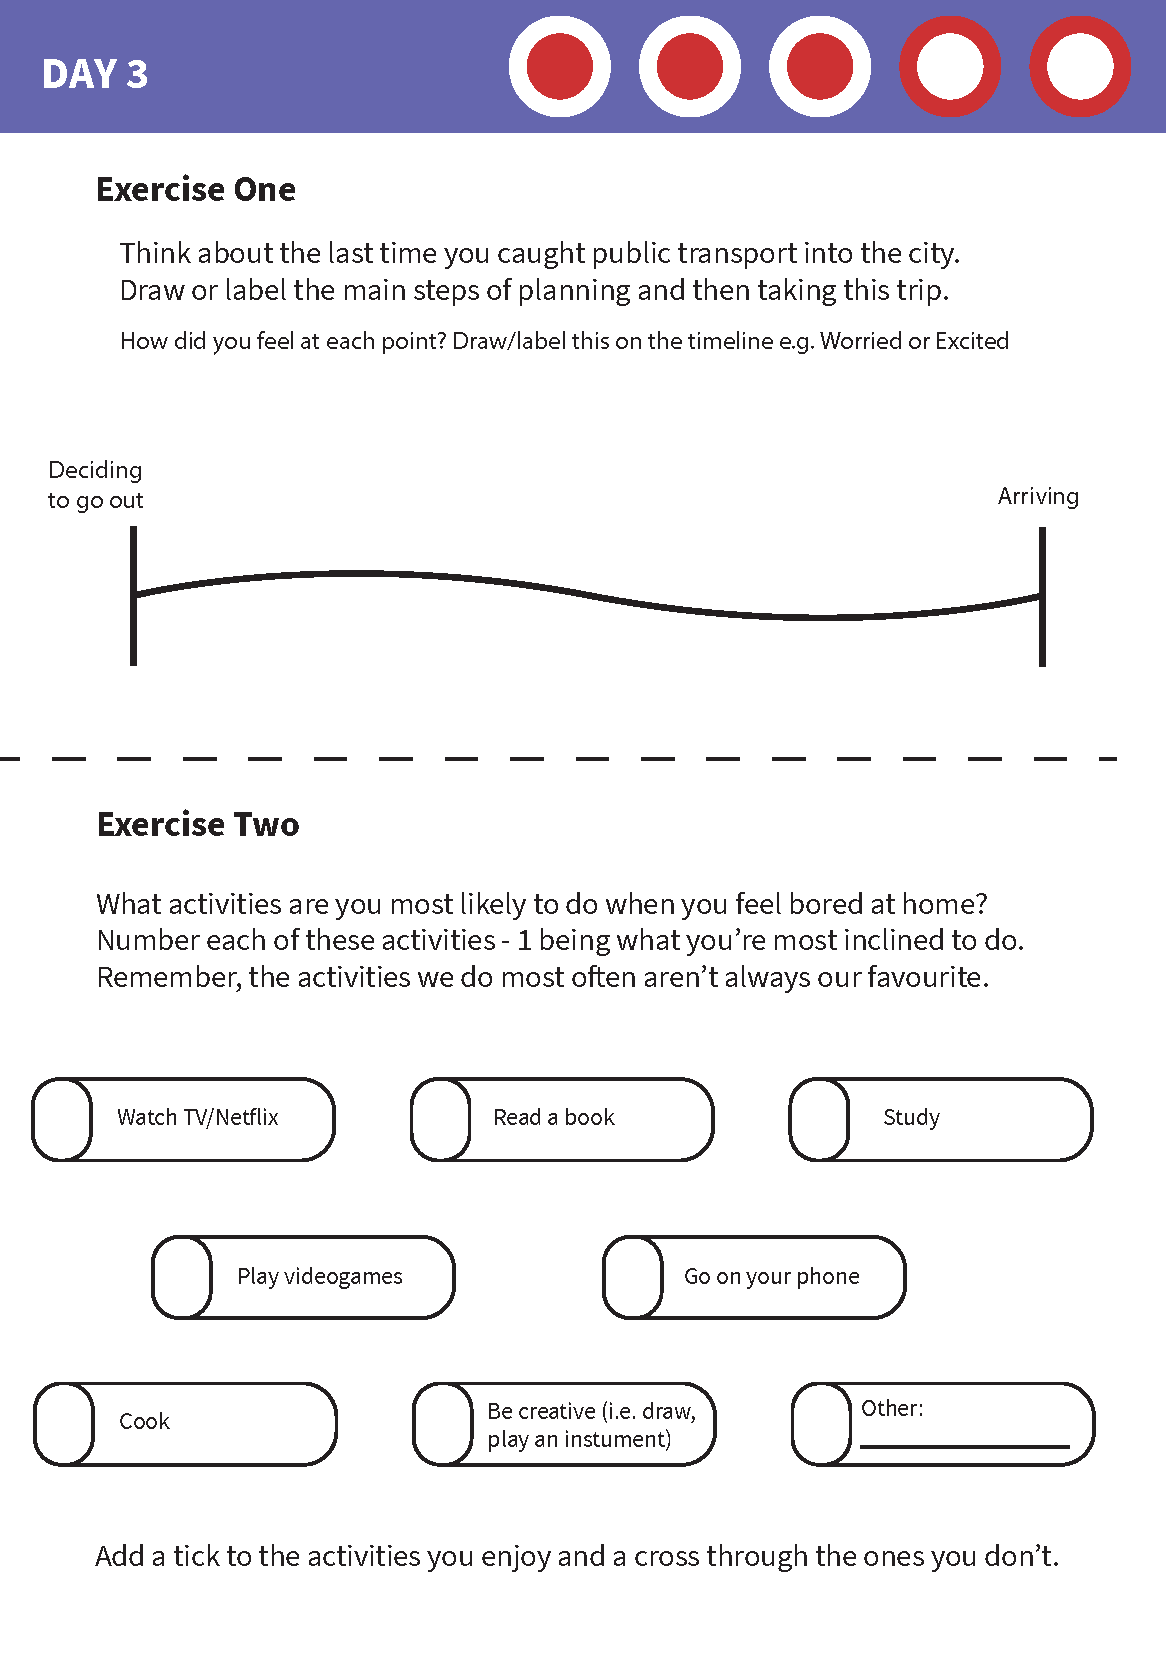 DAY 3
Exercise One
Think about the last time you caught public transport into the city.
Draw or label the main steps of planning and then taking this trip.
How did you feel at each point? Draw/label this on the timeline e.g. Worried or Excited
Deciding
to go out
Arriving
Exercise Two
What activities are you most likely to do when you feel bored at home?
Number each of these activities - 1 being what you’re most inclined to do.
Remember, the activities we do most often aren’t always our favourite.
Watch TV/Netflix
Read a book
Study
Play videogames
Go on your phone
Cook
Be creative (i.e. draw,
play an instument)
Other:
Add a tick to the activities you enjoy and a cross through the ones you don’t.